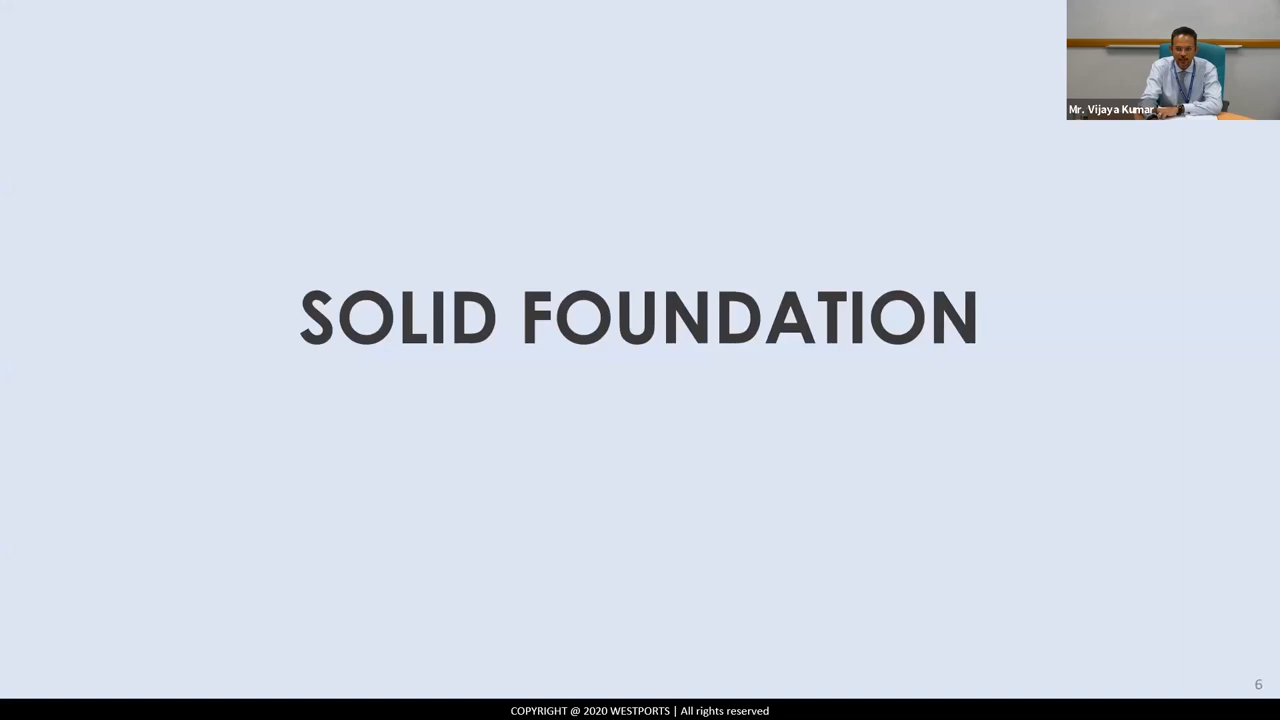 Mr. Vijaya Kumar
SOLID FOUNDATION
6
COPYRIGHT @ 2020 WESTPORTS | All rights reserved